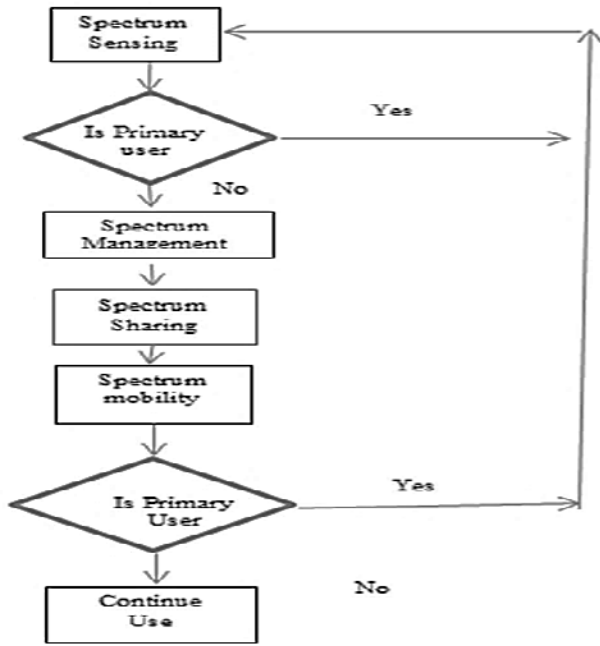 Spectrum
Sensing
Is Primary
user
Yes
No
Spectrum
Management
Spectrum
Sharing
Spectrum
mobility
Is Primary
User
Yes
No
Continue
Use